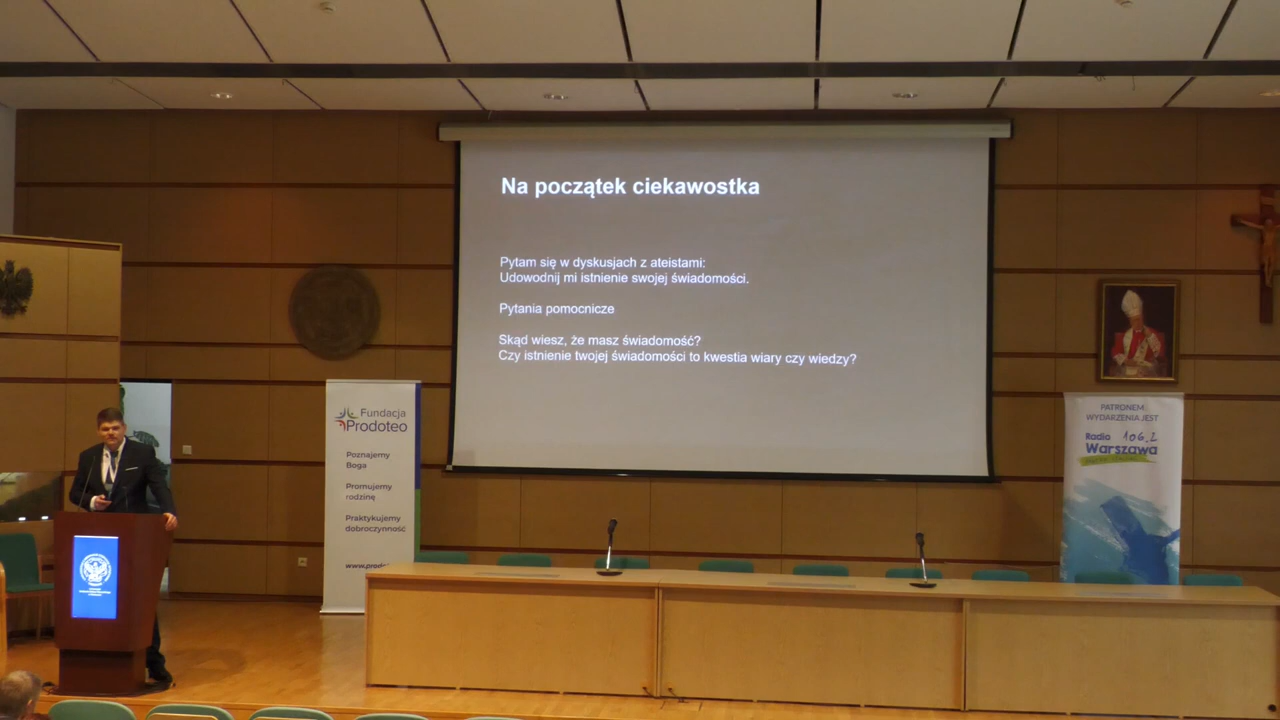 Na początek ciekawostka
Pytam się w dyskusjach z ateistami:
Udowodnij mi istnienie swojej świadomości.
Pytania pomocnicze
Skąd wiesz, że masz świadomość?
Czy istnienie twojej świadomości to kwestia wiary czy wiedzy?
Fundacja
Prodoteo
Poznajemy
Boga
Promujemy
rodzinę
Praktykujemy
dobroczynność
PATRONEM
WYDARZENIA JEST
Radio 106,2
Warszawa